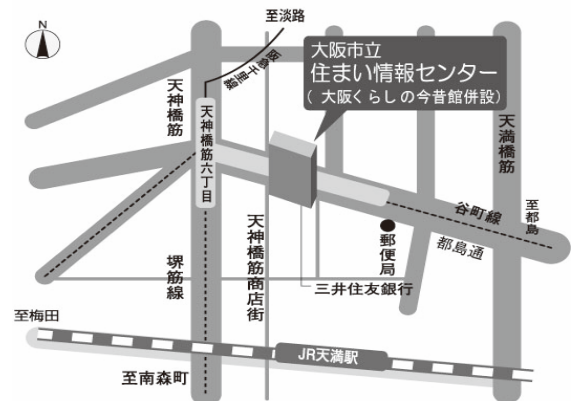 N
至淡路
阪急千里線
大阪市立
住まい情報センター
（大阪くらしの今昔館併設）
天神橋筋
天神橋筋六丁目
天満橋筋
至都島
谷町線
都島通
郵便局
三井住友銀行
天神橋筋商店街
堺筋線
至梅田
JR天満駅
至南森町